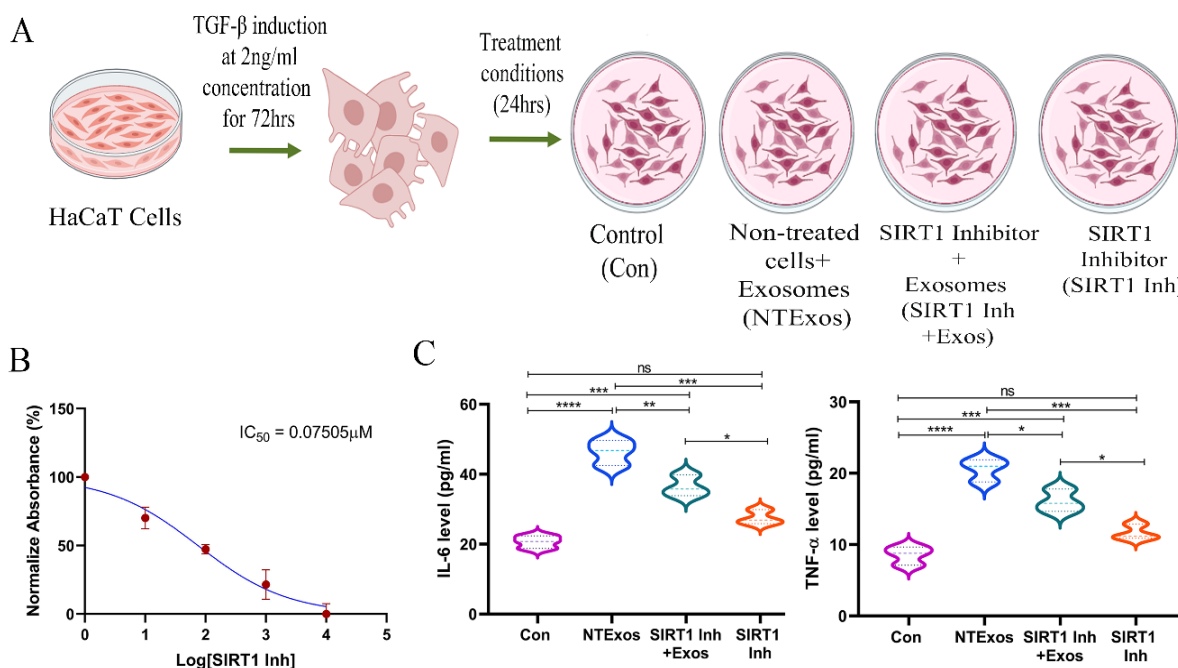 A
TGF-β induction
at 2ng/ml
concentration
for 72hrs
Treatment
conditions
(24hrs)
HaCaT Cells
Control
(Con)
Non-treated
cells+
Exosomes
(NTExos)
SIRT1 Inhibitor
+
Exosomes
(SIRT1 Inh
+Exos)
SIRT1
Inhibitor
(SIRT1 Inh)
B
Normalize Absorbance (%)
150
100
50
0
IC50 = 0.07505μM
0 1 2 3 4 5
Log[SIRT1 Inh]
C
IL-6 level (pg/ml)
60
40
20
0
ns
*** ***
**** **
*
Con NTExos SIRT1 Inh +Exos SIRT1 Inh
TNF-α level (pg/ml)
30
20
10
0
ns
***
***
**** *
*
Con NTExos SIRT1 Inh +Exos SIRT1 Inh